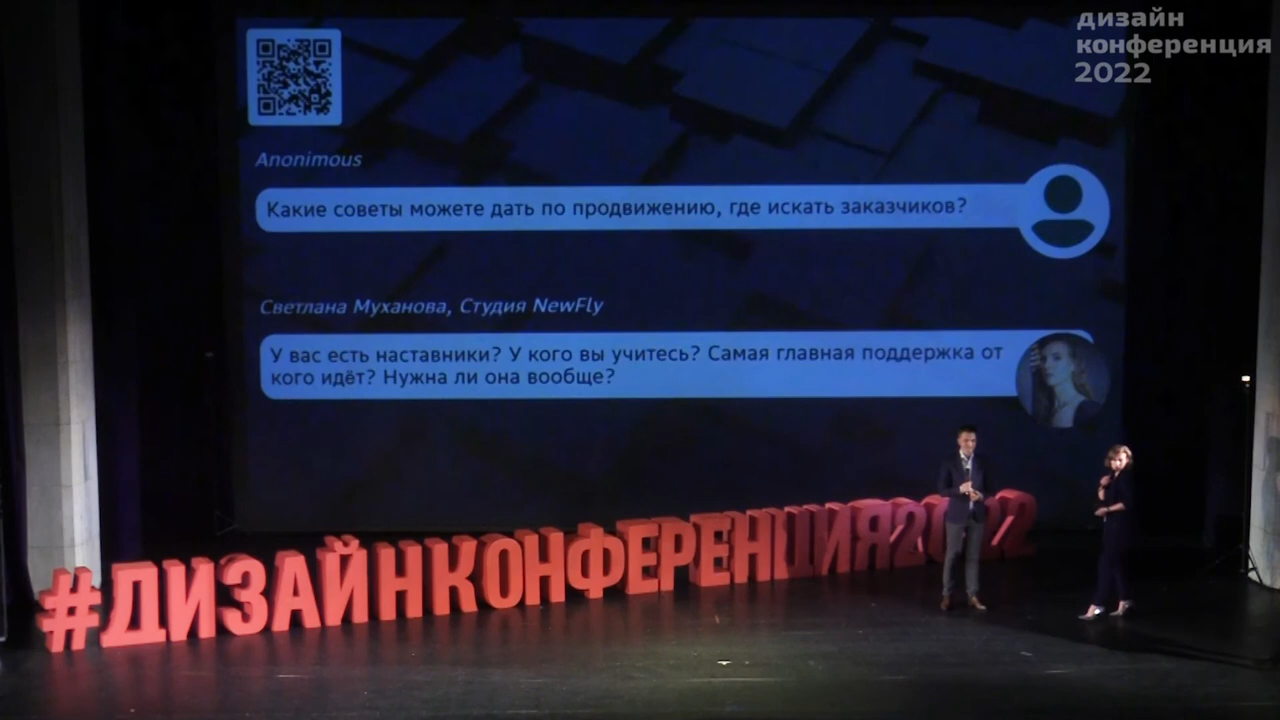 дизайн
конференция
2022
Anonimous
Какие советы можете дать по продвижению, где искать заказчиков?
Светлана Муханова, Студия NewFly
У вас есть наставники? У кого вы учитесь? Самая главная поддержка от
кого идёт? Нужна ли она вообще?
#ДИЗАЙНКОНФЕРЕНЦИЯ2022